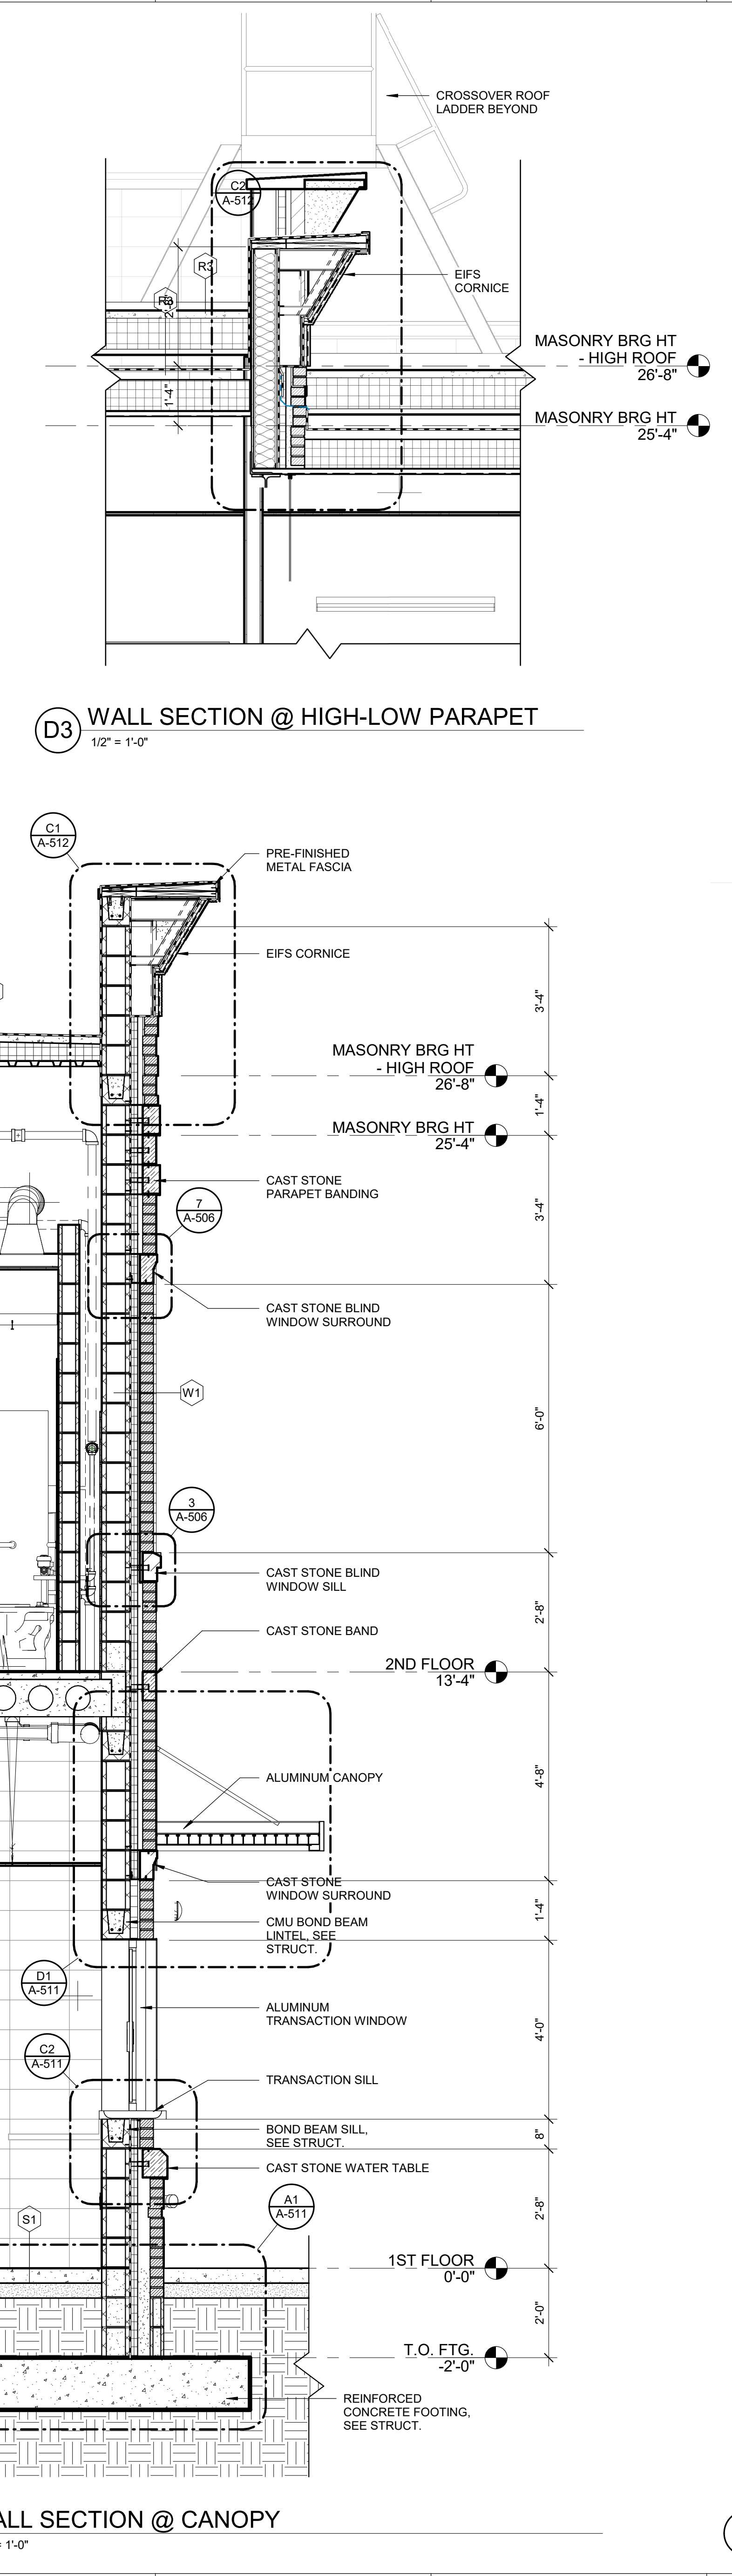 CROSSOVER ROOF
LADDER BEYOND
C2
A-512
R3
EIFS
CORNICE
MASONRY BRG HT
- HIGH ROOF
26'-8"
1'-4"
MASONRY BRG HT
25'-4"
D3
WALL SECTION @ HIGH-LOW PARAPET
1/2" = 1'-0"
C1
A-512
PRE-FINISHED
METAL FASCIA
EIFS CORNICE
3'-4"
MASONRY BRG HT
- HIGH ROOF
26'-8"
1'-4"
MASONRY BRG HT
25'-4"
CAST STONE
PARAPET BANDING
3'-4"
7
A-506
CAST STONE BLIND
WINDOW SURROUND
W1
6'-0"
3
A-506
CAST STONE BLIND
WINDOW SILL
2'-8"
CAST STONE BAND
2ND FLOOR
13'-4"
ALUMINUM CANOPY
4'-8"
CAST STONE
WINDOW SURROUND
1'-4"
CMU BOND BEAM
LINTEL, SEE
STRUCT.
D1
A-511
ALUMINUM
TRANSACTION WINDOW
4'-0"
C2
A-511
TRANSACTION SILL
BOND BEAM SILL,
SEE STRUCT.
8"
CAST STONE WATER TABLE
2'-8"
A1
A-511
S1
1ST FLOOR
0'-0"
2'-0"
T.O. FTG.
-2'-0"
REINFORCED
CONCRETE FOOTING,
SEE STRUCT.
ALL SECTION @ CANOPY
= 1'-0"